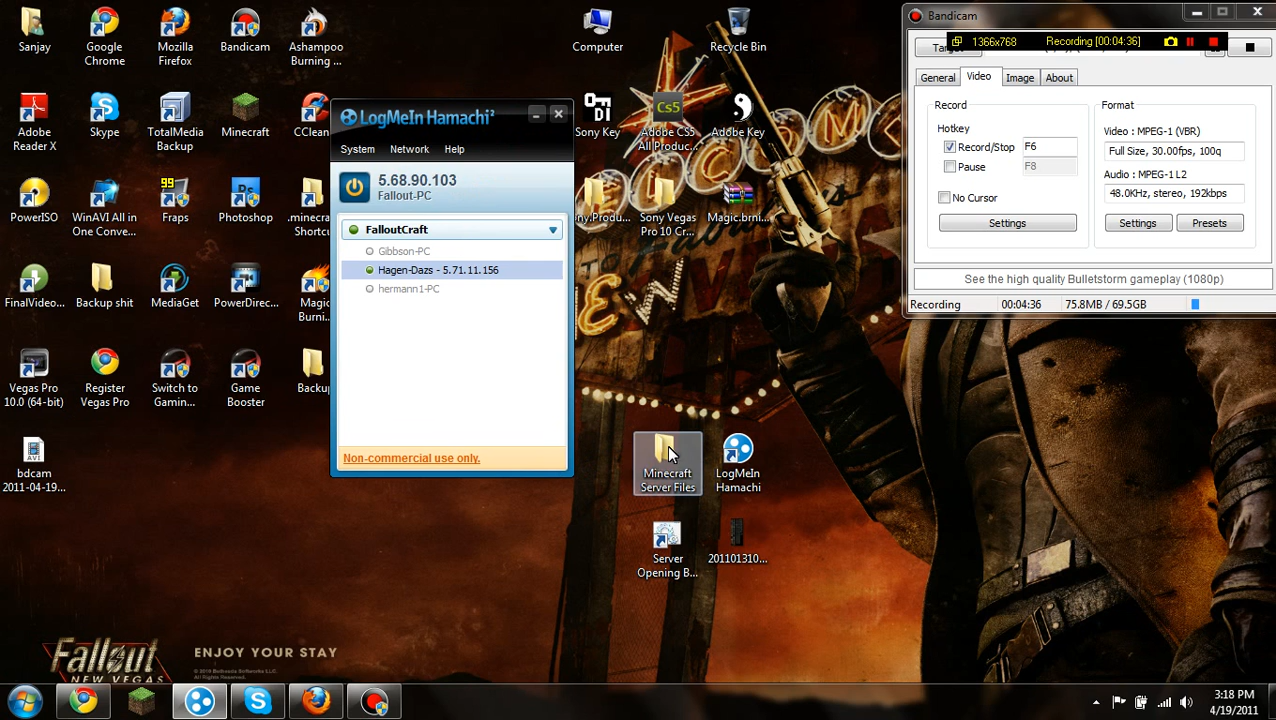 Sanjay
Google
Chrome
Mozilla
Firefox
Bandicam
Ashampoo
Burning ...
Computer
Recycle Bin
Adobe
Reader X
Skype
TotalMedia
Backup
Minecraft
CClean...
Sony Key
Cs5
Adobe CS5
All Produc...
Adobe Key
PowerISO
WinAVI All in
One Conve...
99
Fraps
Ps
Photoshop
.minecra...
Shortcu...
Sony.Produ...
Sony Vegas
Pro 10 Cr...
Magic.brni...
FinalVideo...
Backup shit
MediaGet
PowerDirec...
Magic
Burni...
Vegas Pro
10.0 (64-bit)
Register
Vegas Pro
Switch to
Gamin...
Game
Booster
Backup
AVI
bdcam
2011-04-19...
LogMeIn Hamachi²
System
Network
Help
5.68.90.103
Fallout-PC
FalloutCraft
Gibbson-PC
Hagen-Dazs - 5.71.11.156
hermann1-PC
Non-commercial use only.
Minecraft
Server Files
LogMeIn
Hamachi
Server
Opening B...
201101310...
Bandicam
1366x768
Recording [00:04:36]
General
Video
Image
About
Record
Hotkey
Record/Stop
F6
Pause
F8
No Cursor
Settings
Format
Video : MPEG-1 (VBR)
Full Size, 30.00fps, 100q
Audio : MPEG-1 L2
48.0KHz, stereo, 192kbps
Settings
Presets
See the high quality Bulletstorm gameplay (1080p)
Recording
00:04:36
75.8MB / 69.5GB
Fallout
NEW VEGAS
ENJOY YOUR STAY
3:18 PM
4/19/2011